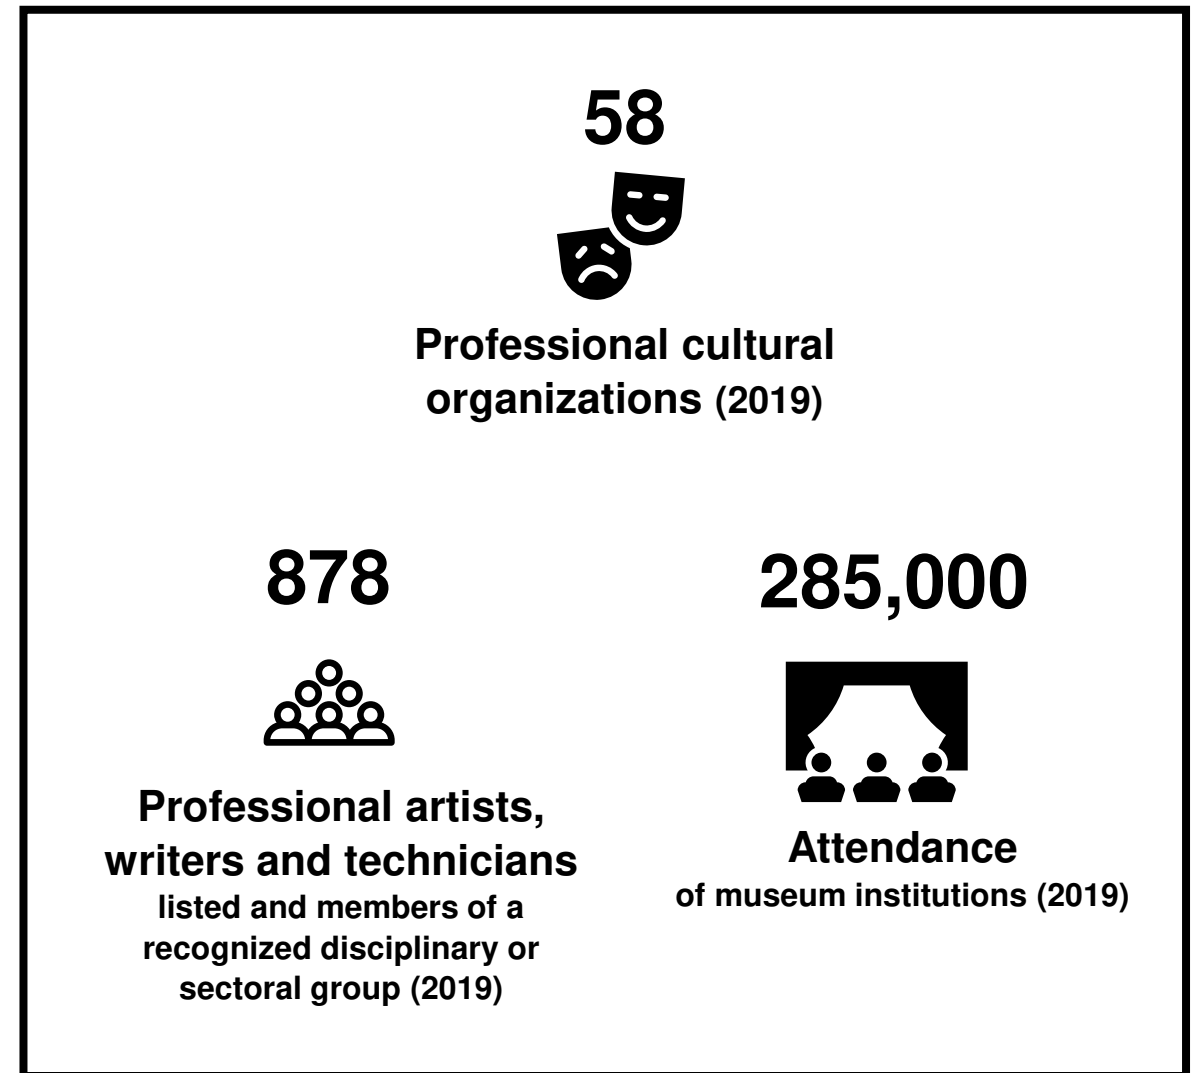 58
Professional cultural
organizations (2019)
878
Professional artists,
writers and technicians
listed and members of a
recognized disciplinary or
sectoral group (2019)
285,000
Attendance
of museum institutions (2019)